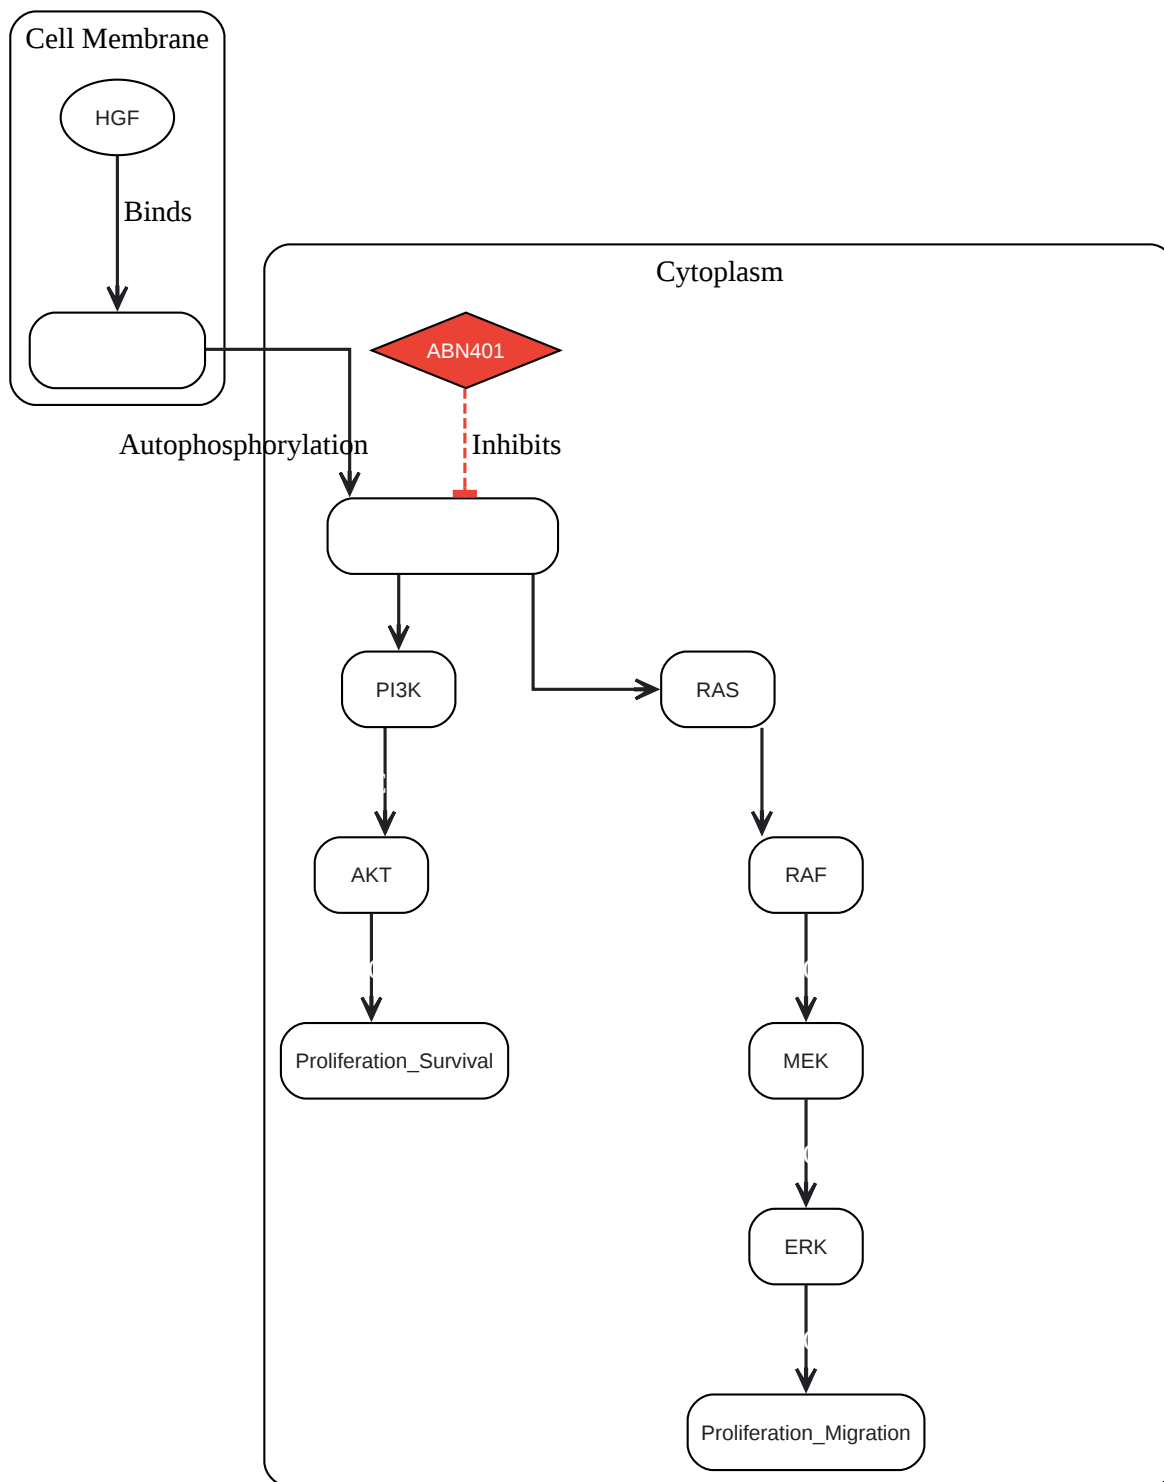 Cell Membrane
HGF
Binds
Cytoplasm
ABN401
Autophosphorylation
Inhibits
PI3K
RAS
AKT
RAF
Proliferation_Survival
MEK
ERK
Proliferation_Migration